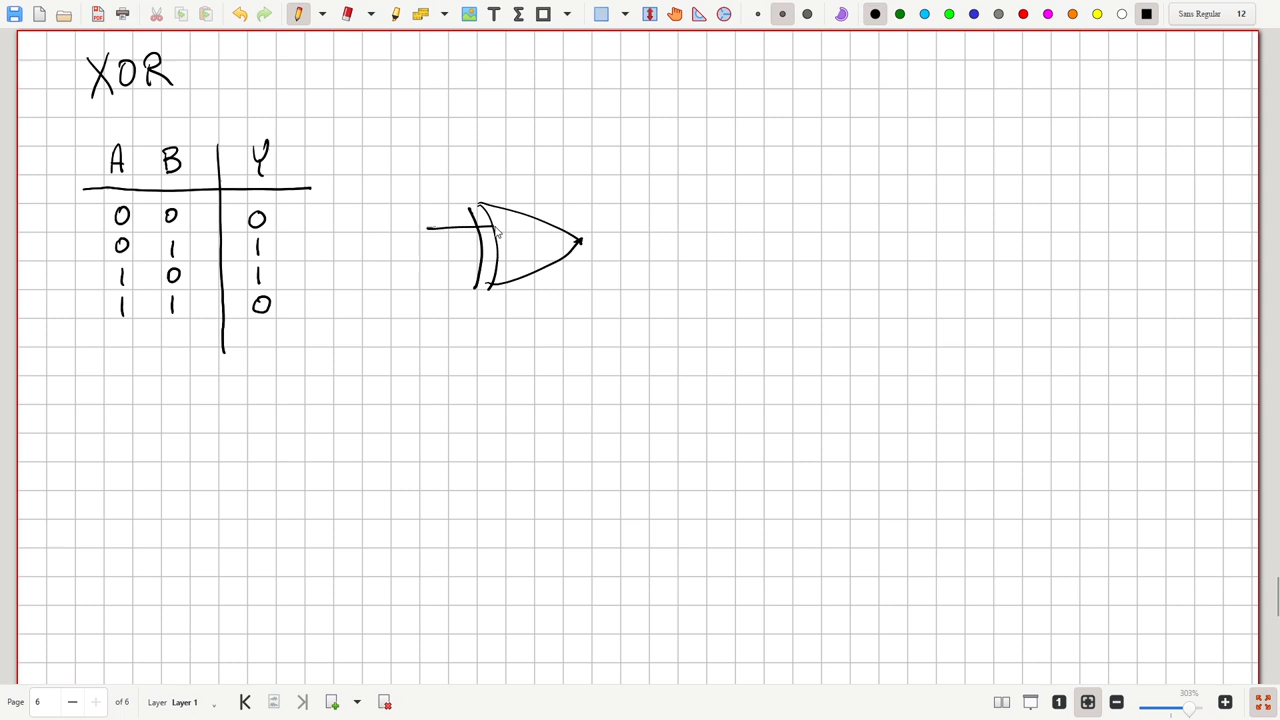 Sans Regular 12
XOR
A B Y
0 0 0
0 1 1
1 0 1
1 1 0
Page 6 of 6 Layer Layer 1 303%